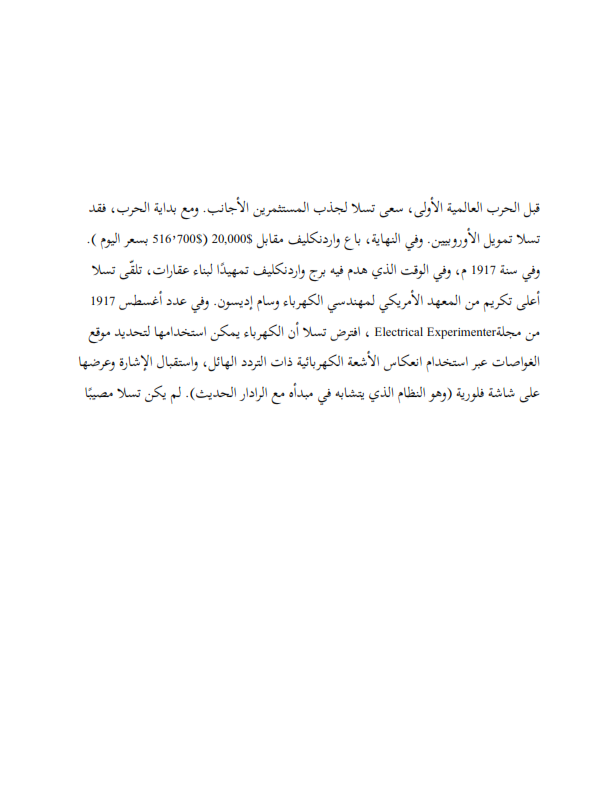 قبل الحرب العالمية الأولى، سعى تسلا لجذب المستثمرين الأجانب. ومع بداية الحرب، فقد
تسلا تمويل الأوروبيين. وفي النهاية، باع واردنكليف مقابل $20,000 ($516٬700 بسعر اليوم ).
وفي سنة 1917 م، وفي الوقت الذي هدم فيه برج واردنكليف تمهيدًا لبناء عقارات، تلقّى تسلا
أعلى تكريم من المعهد الأمريكي لمهندسي الكهرباء وسام إديسون. وفي عدد أغسطس 1917
من مجلةElectrical Experimenter ، افترض تسلا أن الكهرباء يمكن استخدامها لتحديد موقع
الغواصات عبر استخدام انعكاس الأشعة الكهربائية ذات التردد الهائل، واستقبال الإشارة وعرضها
على شاشة فلورية (وهو النظام الذي يتشابه في مبدأه مع الرادار الحديث). لم يكن تسلا مصيبًا